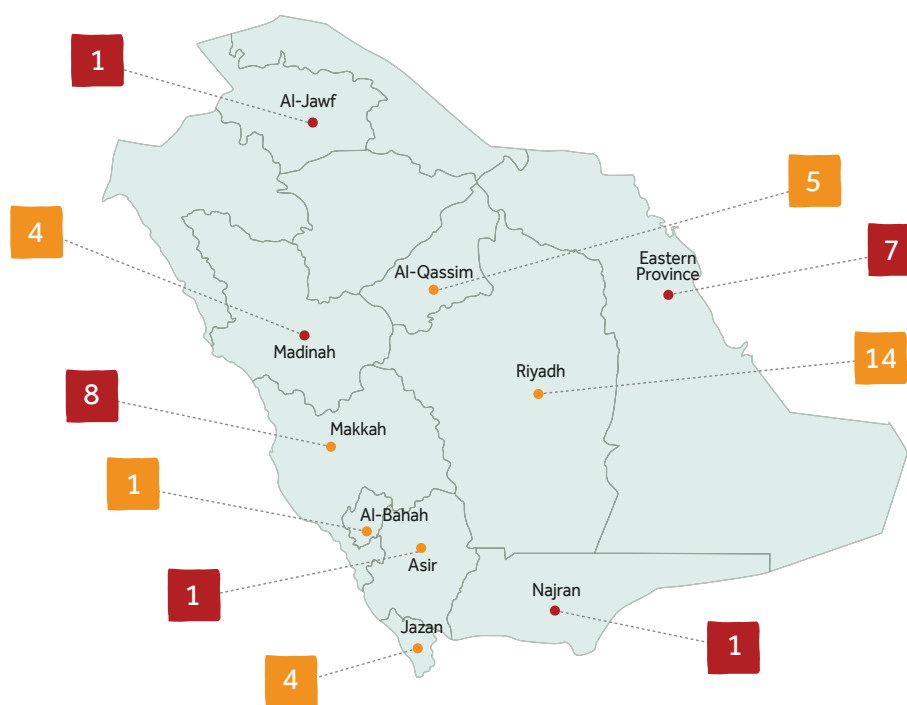 1
Al-Jawf
5
4
7
Eastern
Province
Al-Qassim
14
Madinah
Riyadh
8
Makkah
1
Al-Bahah
Asir
1
Najran
Jazan
1
4